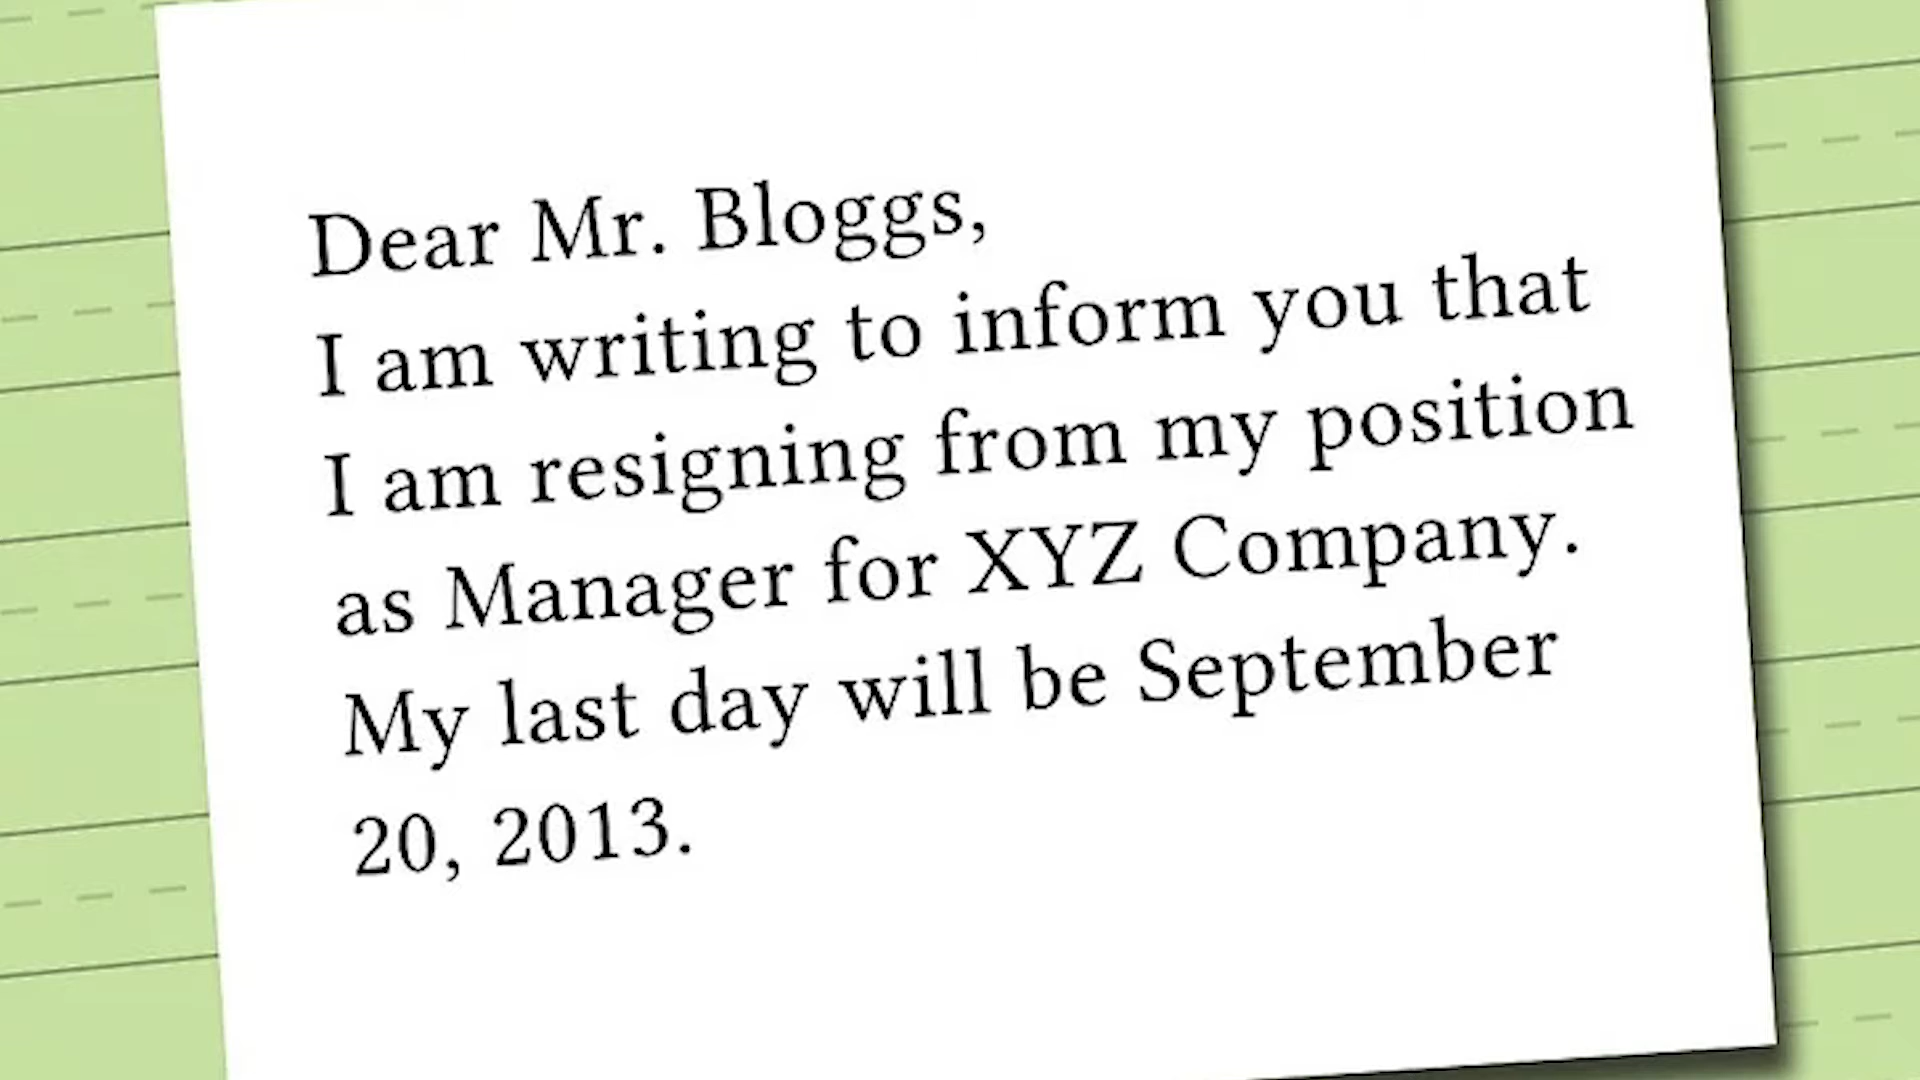 Dear Mr. Bloggs,
I am writing to inform you that
I am resigning from my position
as Manager for XYZ Company.
My last day will be September
20, 2013.